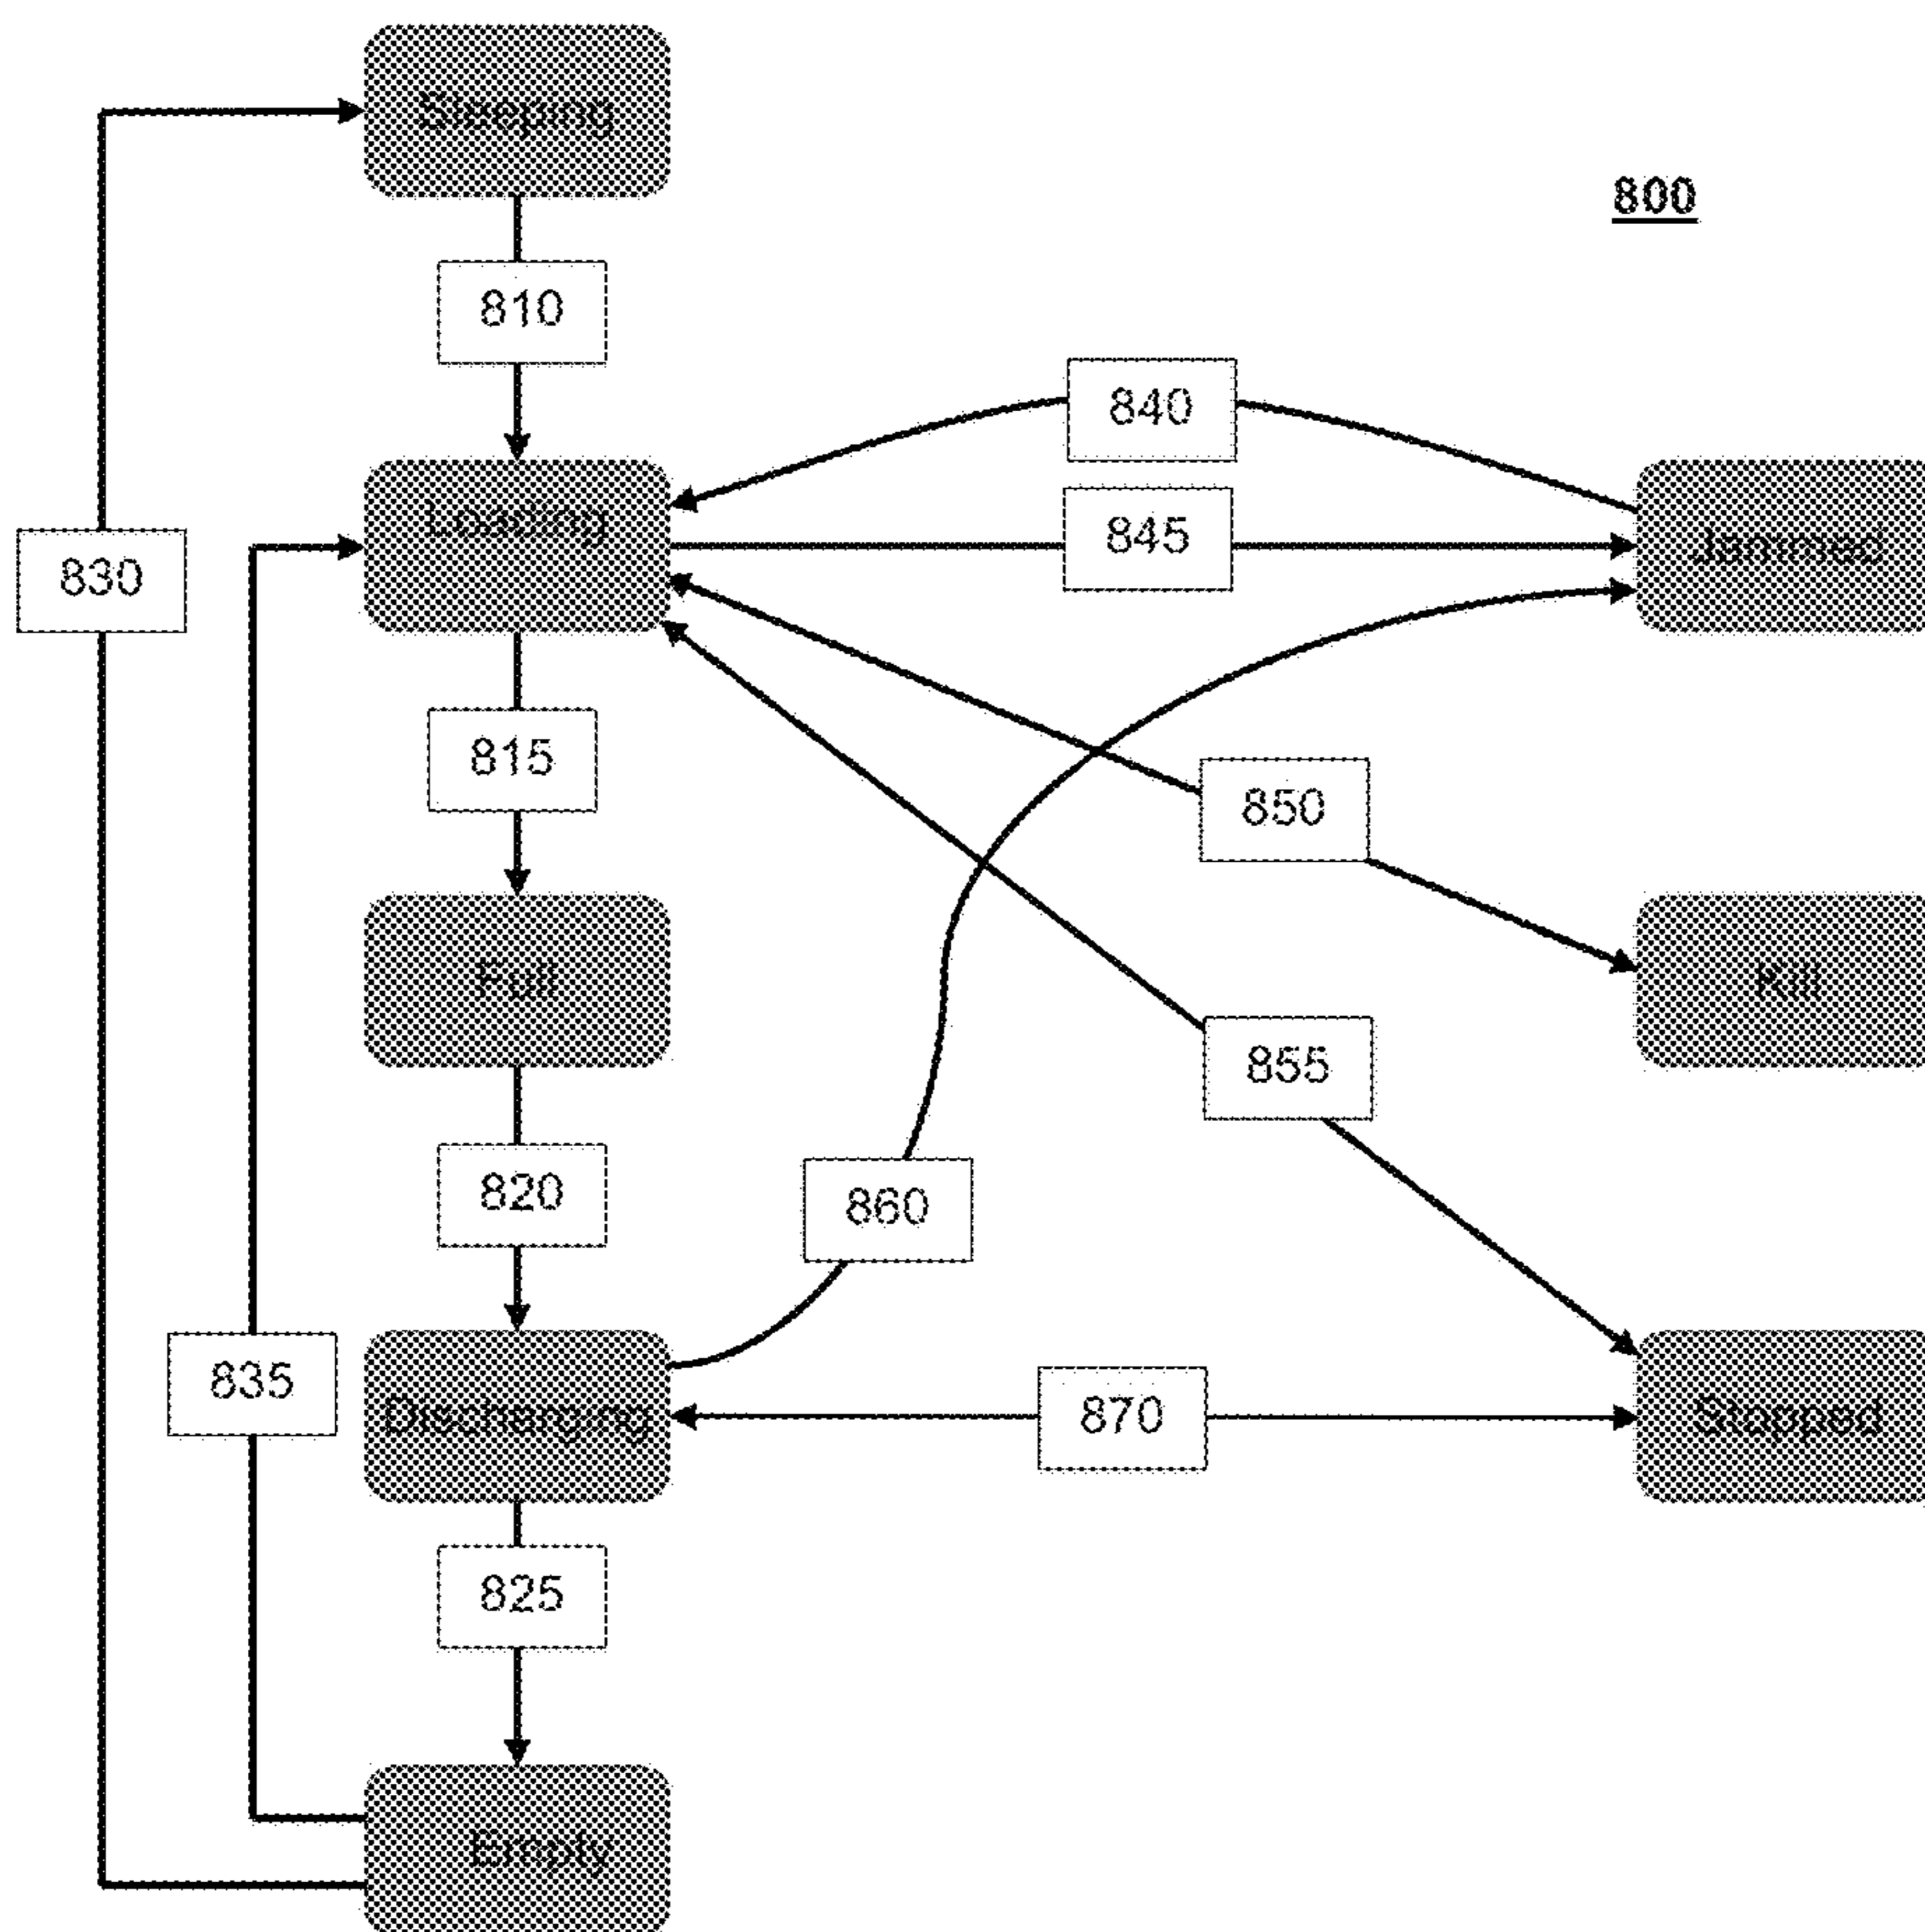 Sleeping
800
810
840
Loading
845
Jammed
830
815
850
Full
Kill
855
820
860
835
Discharging
870
Stopped
825
Empty